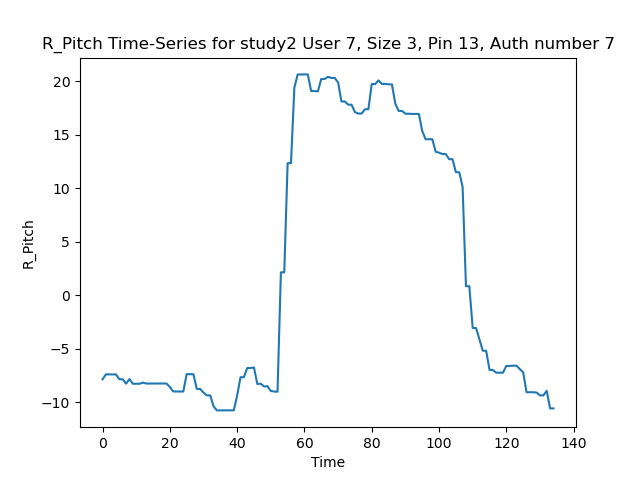 R_Pitch Time-Series for study2 User 7, Size 3, Pin 13, Auth number 7
20
15
10
5
0
−5
−10
R_Pitch
0 20 40 60 80 100 120 140
Time